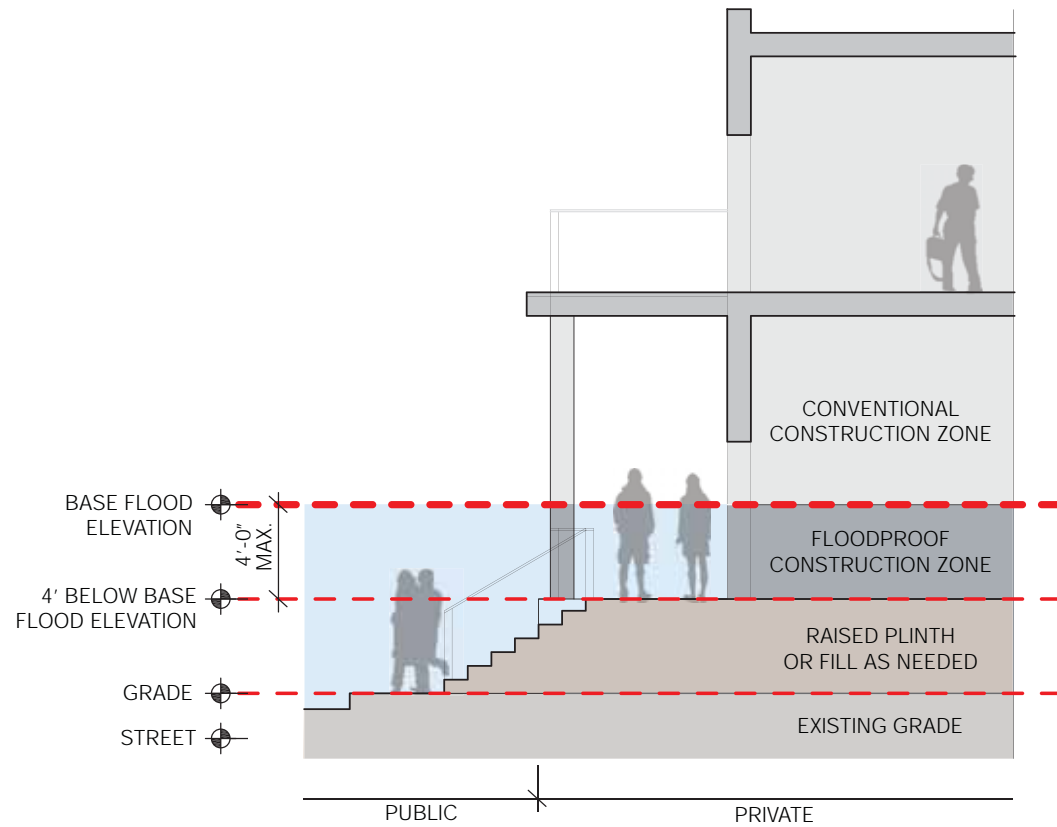 CONVENTIONAL
CONSTRUCTION ZONE
BASE FLOOD
ELEVATION
4'-0"
MAX.
FLOODPROOF
CONSTRUCTION ZONE
4' BELOW BASE
FLOOD ELEVATION
RAISED PLINTH
OR FILL AS NEEDED
GRADE
EXISTING GRADE
STREET
PUBLIC
PRIVATE